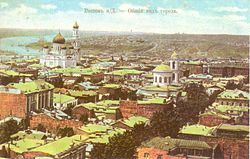 Ростовъ н/Д. — Общій видъ города.